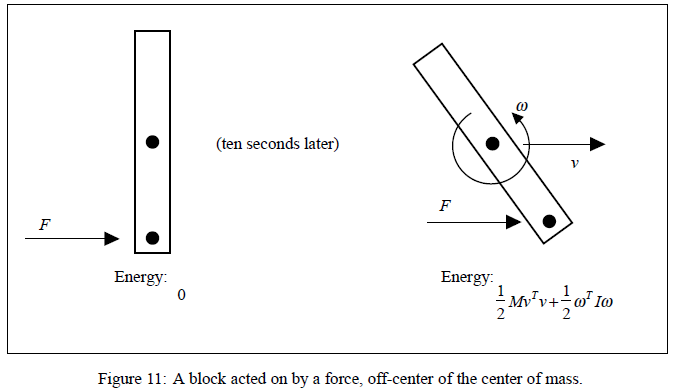 ω
(ten seconds later)
v
F
F
Energy:
0
Energy:
1/2 Mv^T v + 1/2 ω^T Iω
Figure 11: A block acted on by a force, off-center of the center of mass.